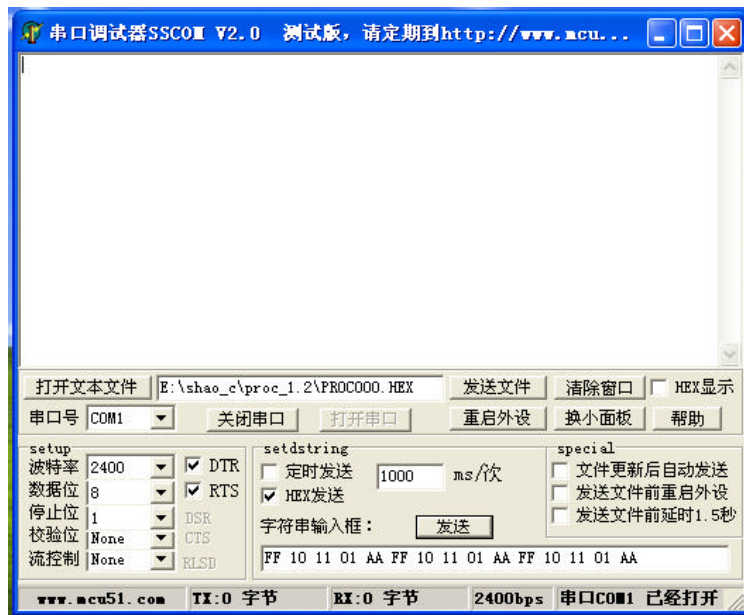 串口调试器SSCOM V2.0 测试版，请定期到http://www.mcu...
打开文本文件 E:\shao_c\proc_1.2\PROC000.HEX 发送文件 清除窗口 HEX显示
串口号 COM1 关闭串口 打开串口 重启外设 换小面板 帮助
setup
波特率 2400 DTR
数据位 8 RTS
停止位 1 DSR
校验位 None CTS
流控制 None RLSD
setdstring
定时发送 1000 ms/次
HEX发送
字符串输入框： 发送
FF 10 11 01 AA FF 10 11 01 AA FF 10 11 01 AA
special
文件更新后自动发送
发送文件前重启外设
发送文件前延时1.5秒
www.mcu51.com TX:0 字节 RX:0 字节 2400bps 串口COM1 已经打开